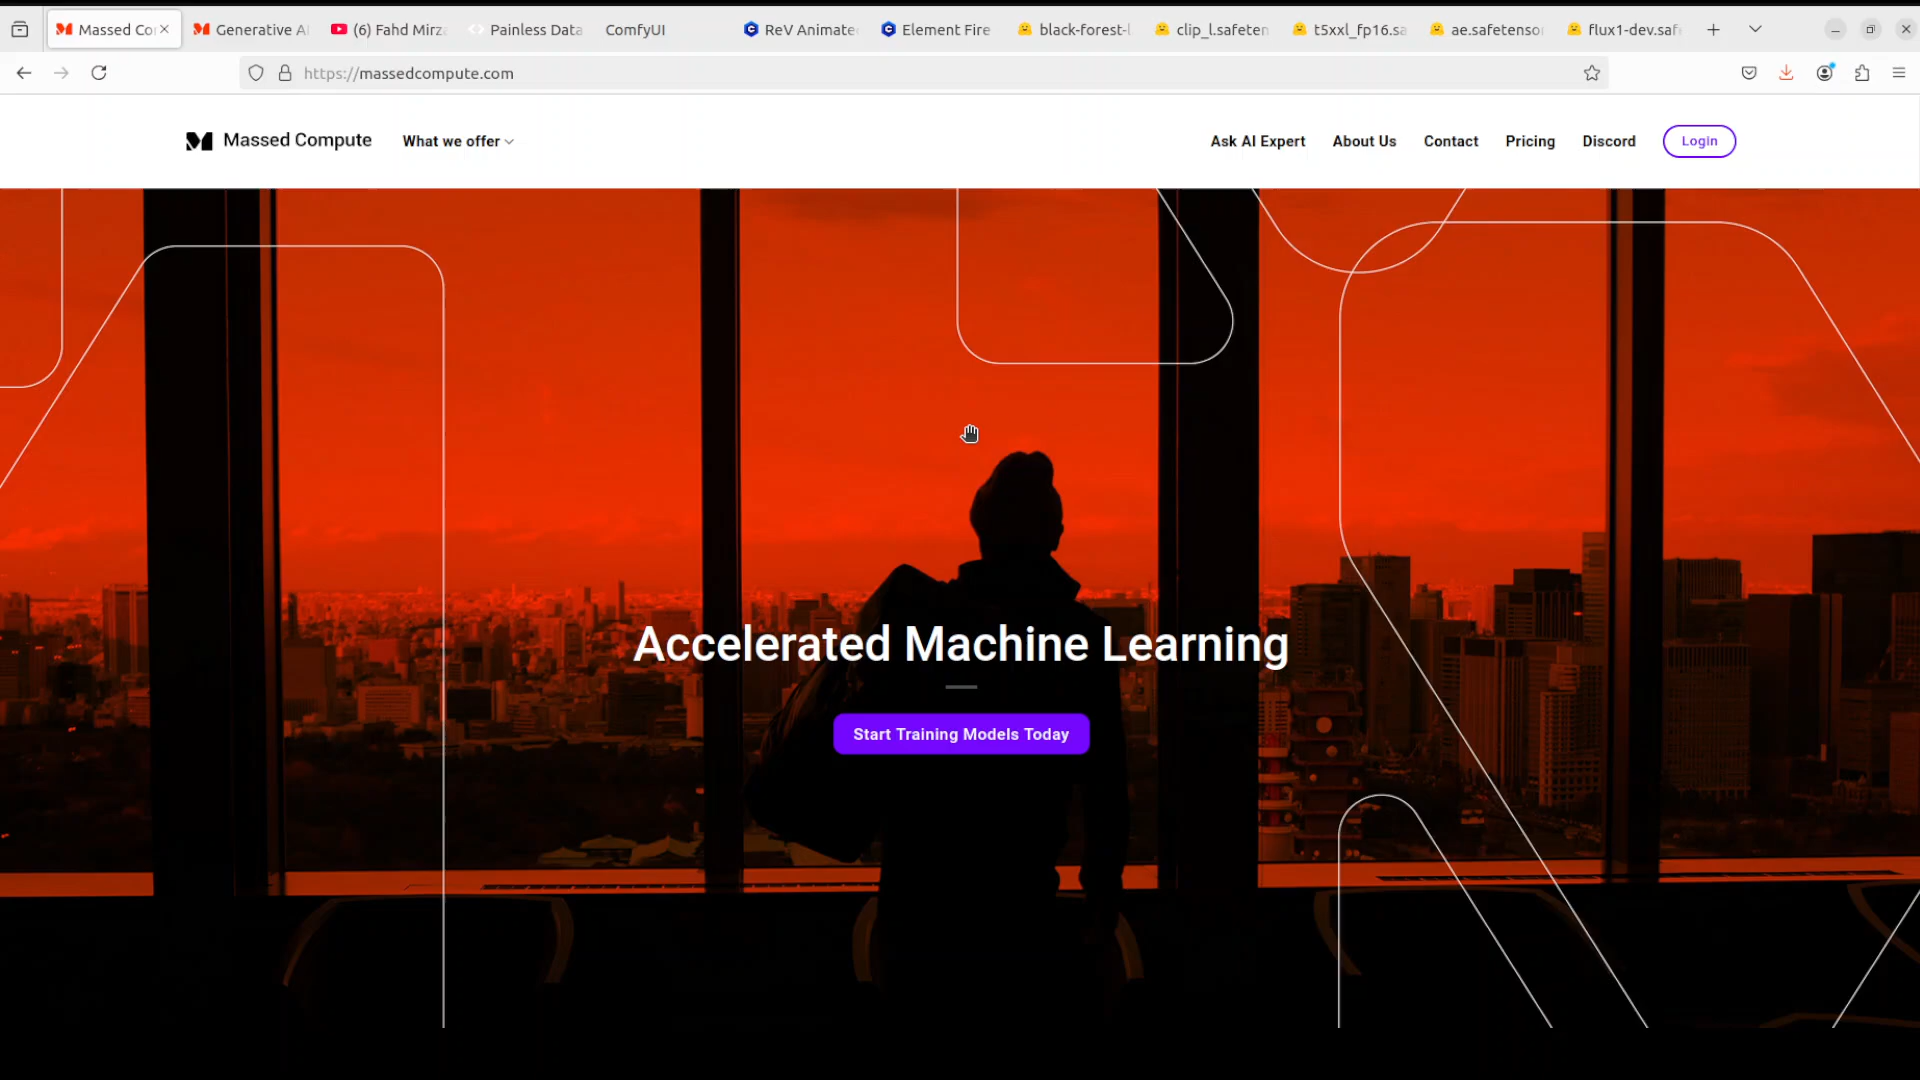 Massed Co
Generative A
(6) Fahd Mirz
Painless Data
ComfyUI
ReV Animate
Element Fire
black-forest-l
clip_l.safeten
t5xxl_fp16.sa
ae.safetenso
flux1-dev.saf
https://massedcompute.com
Massed Compute
What we offer
Ask AI Expert
About Us
Contact
Pricing
Discord
Login
Accelerated Machine Learning
Start Training Models Today